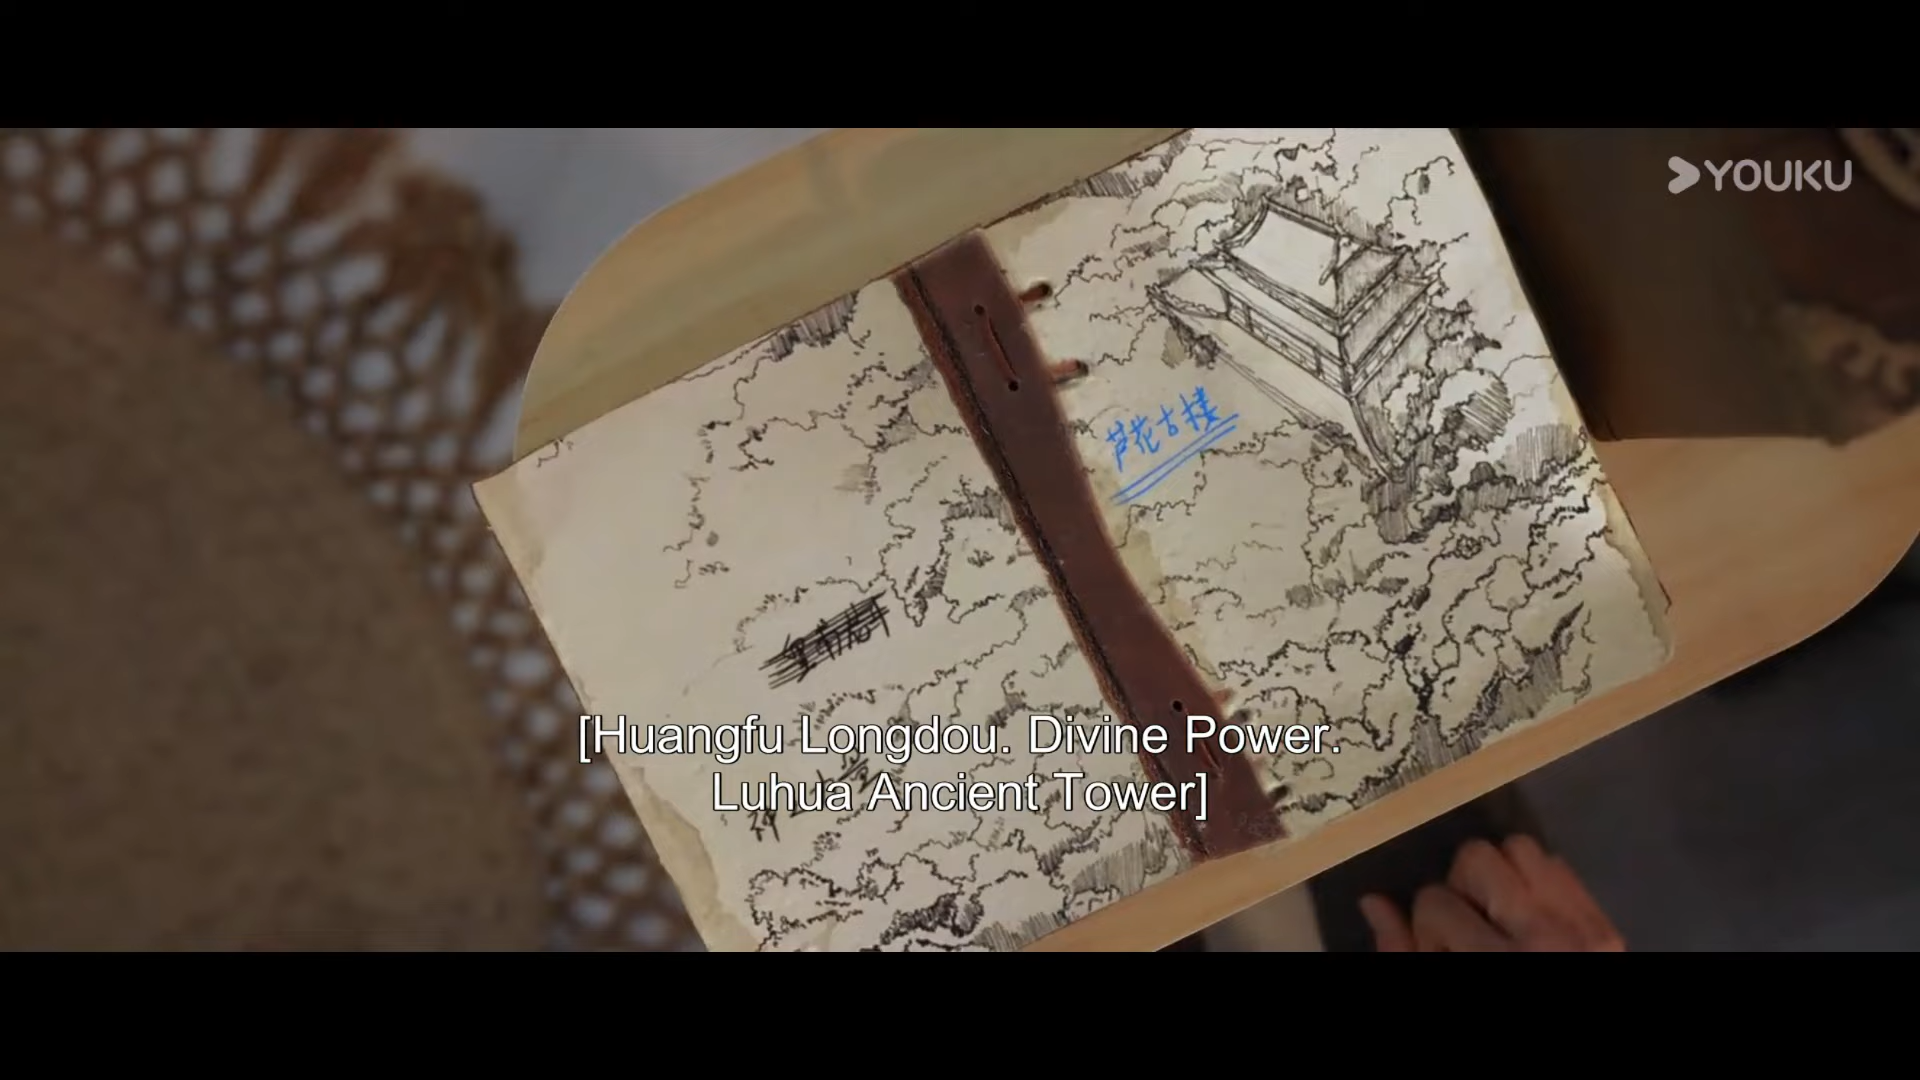 YOUKU
芦花古楼
[Huangfu Longdou. Divine Power.
Luhua Ancient Tower]